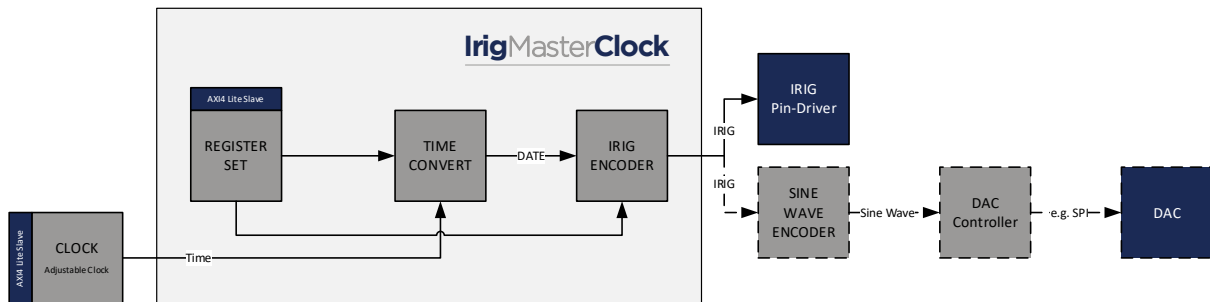 IrigMasterClock
AXI4 Lite Slave
REGISTER
SET
TIME
CONVERT
DATE
IRIG
ENCODER
IRIG
IRIG
IRIG
Pin-Driver
SINE
WAVE
ENCODER
Sine Wave
DAC
Controller
e.g. SPI
DAC
AXI4 Lite Slave
CLOCK
Adjustable Clock
Time